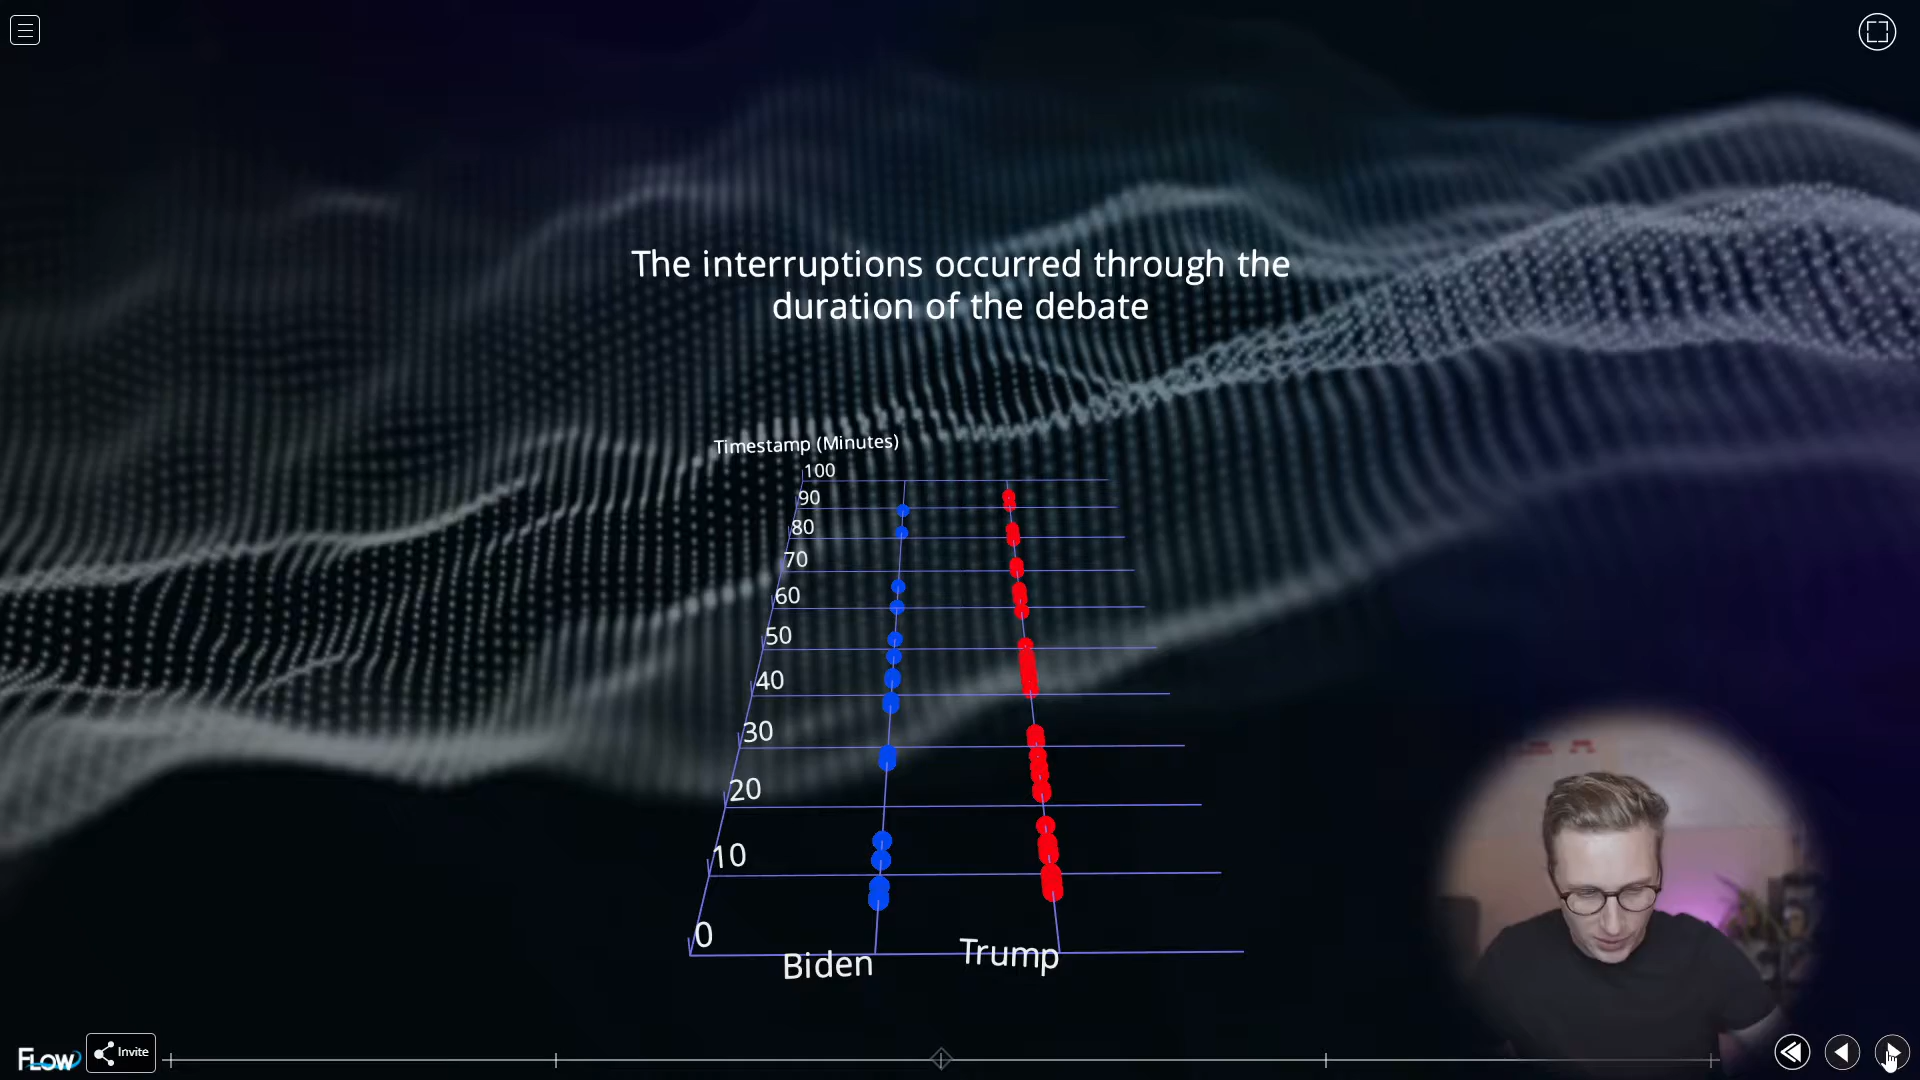 The interruptions occurred through the
duration of the debate
Timestamp (Minutes)
100
90
80
70
60
50
40
30
20
10
0
Biden
Trump
FLOW
Invite